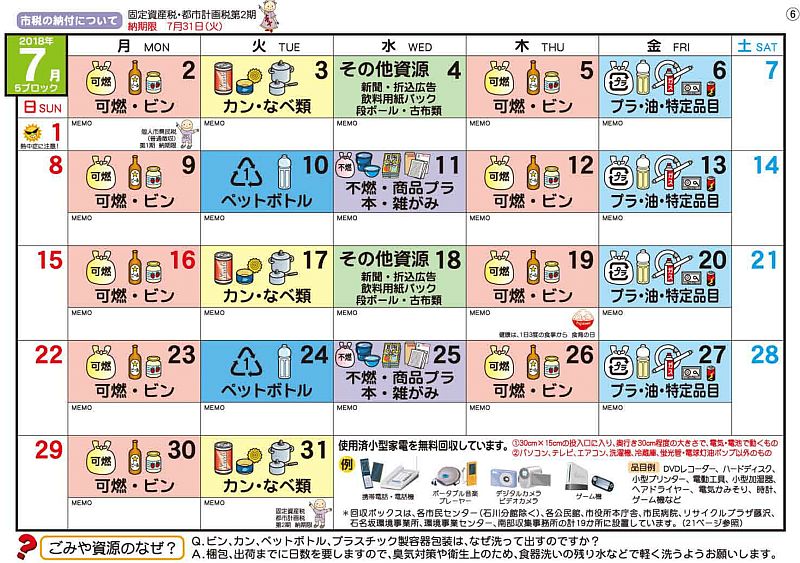 市税の納付について
固定資産税・都市計画税第2期
納期限 7月31日(火)
⑥
2018年
7月
5ブロック
月 MON
火 TUE
水 WED
木 THU
金 FRI
土 SAT
日 SUN
1
熱中症に注意!
可燃
2
可燃・ビン
MEMO
個人市県民税
(普通徴収)
第1期 納期限
3
カン・なべ類
MEMO
その他資源 4
新聞・折込広告
飲料用紙パック
段ボール・古布類
MEMO
可燃
5
可燃・ビン
MEMO
プラ
6
プラ・油・特定品目
MEMO
7
8
可燃
9
可燃・ビン
MEMO
1
10
ペットボトル
MEMO
不燃
11
不燃・商品プラ
本・雑がみ
MEMO
可燃
12
可燃・ビン
MEMO
プラ
13
プラ・油・特定品目
MEMO
14
15
可燃
16
可燃・ビン
MEMO
17
カン・なべ類
MEMO
その他資源 18
新聞・折込広告
飲料用紙パック
段ボール・古布類
MEMO
可燃
19
可燃・ビン
MEMO
健康は、1日3度の食事から 食育の日
プラ
20
プラ・油・特定品目
MEMO
21
22
可燃
23
可燃・ビン
MEMO
1
24
ペットボトル
MEMO
不燃
25
不燃・商品プラ
本・雑がみ
MEMO
可燃
26
可燃・ビン
MEMO
プラ
27
プラ・油・特定品目
MEMO
28
29
可燃
30
可燃・ビン
MEMO
31
カン・なべ類
MEMO
固定資産税
都市計画税
第2期 納期限
使用済小型家電を無料回収しています。
①30cm×15cmの投入口に入り、奥行き30cm程度の大きさで、電気・電池で動くもの
②パソコン、テレビ、エアコン、洗濯機、冷蔵庫、蛍光管・電球灯油ポンプ以外のもの
例
携帯電話・電話機
ポータブル音楽
プレーヤー
デジタルカメラ
ビデオカメラ
ゲーム機
品目例 DVDレコーダー、ハードディスク、
小型プリンター、電動工具、小型加湿器、
ヘアドライヤー、電気かみそり、時計、
ゲーム機など
*回収ボックスは、各市民センター(石川分館除く)、各公民館、市役所本庁舎、市民病院、リサイクルプラザ藤沢、
石名坂環境事業所、環境事業センター、南部収集事務所の計19カ所に設置しています。(21ページ参照)
?ごみや資源のなぜ?
Q.ビン、カン、ペットボトル、プラスチック製容器包装は、なぜ洗って出すのですか?
A.梱包、出荷までに日数を要しますので、臭気対策や衛生上のため、食器洗いの残り水などで軽く洗うようお願いします。